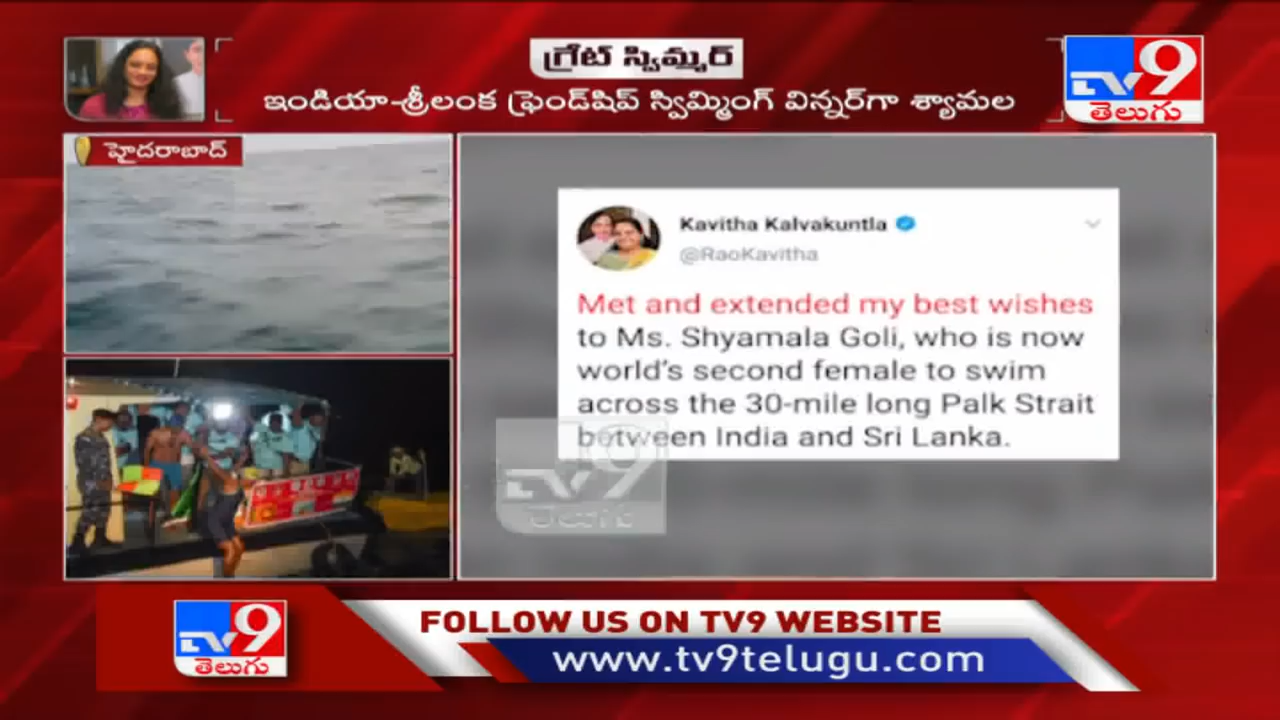 గ్రేట్ స్విమ్మర్
ఇండియా-శ్రీలంక ఫ్రెండ్‌షిప్ స్విమ్మింగ్ విన్నర్‌గా శ్యామల
TV9
తెలుగు
హైదరాబాద్
Kavitha Kalvakuntla
@RaoKavitha
Met and extended my best wishes
to Ms. Shyamala Goli, who is now
world's second female to swim
across the 30-mile long Palk Strait
between India and Sri Lanka.
TV9
తెలుగు
TV9
తెలుగు
FOLLOW US ON TV9 WEBSITE
www.tv9telugu.com